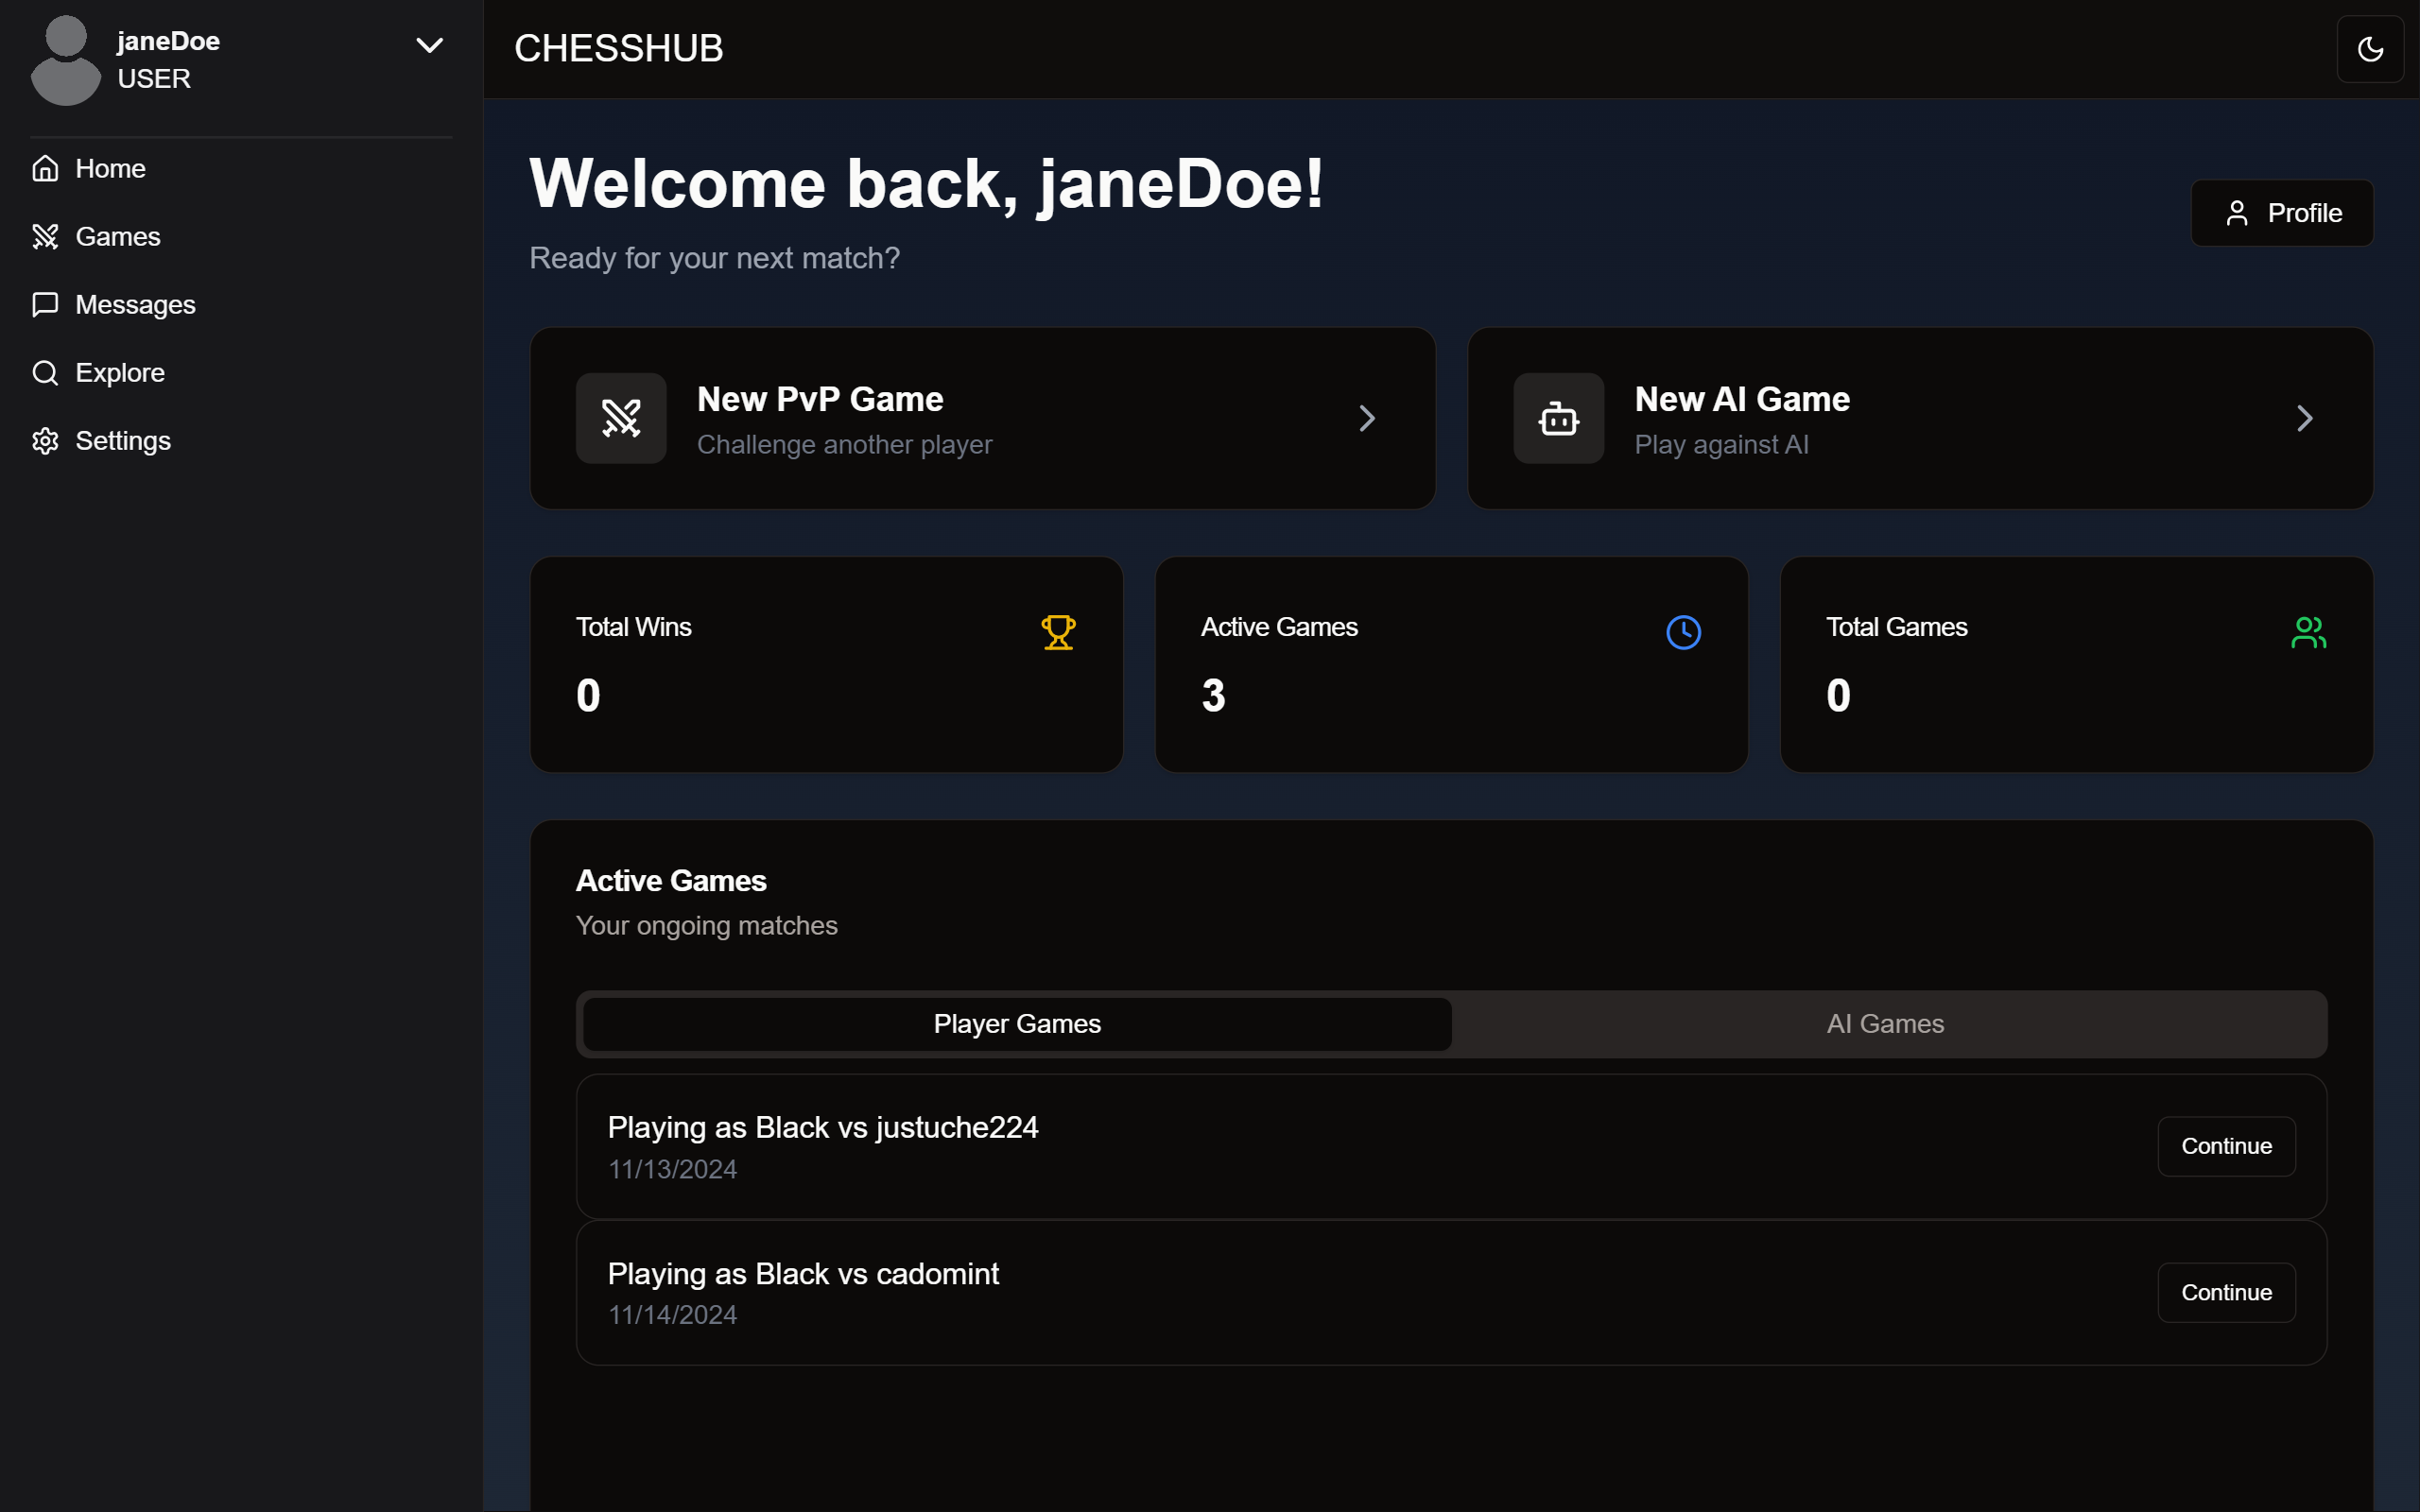 janeDoe
USER
Home
Games
Messages
Explore
Settings
CHESSHUB
Welcome back, janeDoe!
Ready for your next match?
Profile
New PvP Game
Challenge another player
New AI Game
Play against AI
Total Wins
0
Active Games
3
Total Games
0
Active Games
Your ongoing matches
Player Games
AI Games
Playing as Black vs justuche224
11/13/2024
Continue
Playing as Black vs cadomint
11/14/2024
Continue